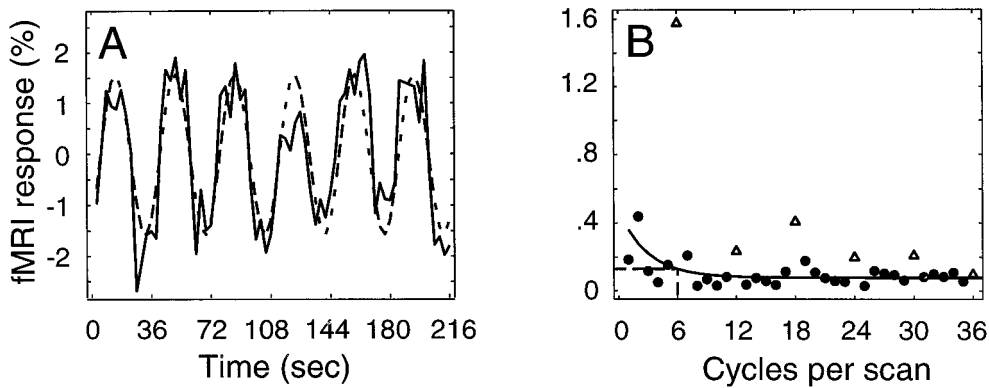 A
fMRI response (%)
2
1
0
-1
-2
0 36 72 108 144 180 216
Time (sec)
B
1.6
1.2
.8
.4
0
0 6 12 18 24 30 36
Cycles per scan